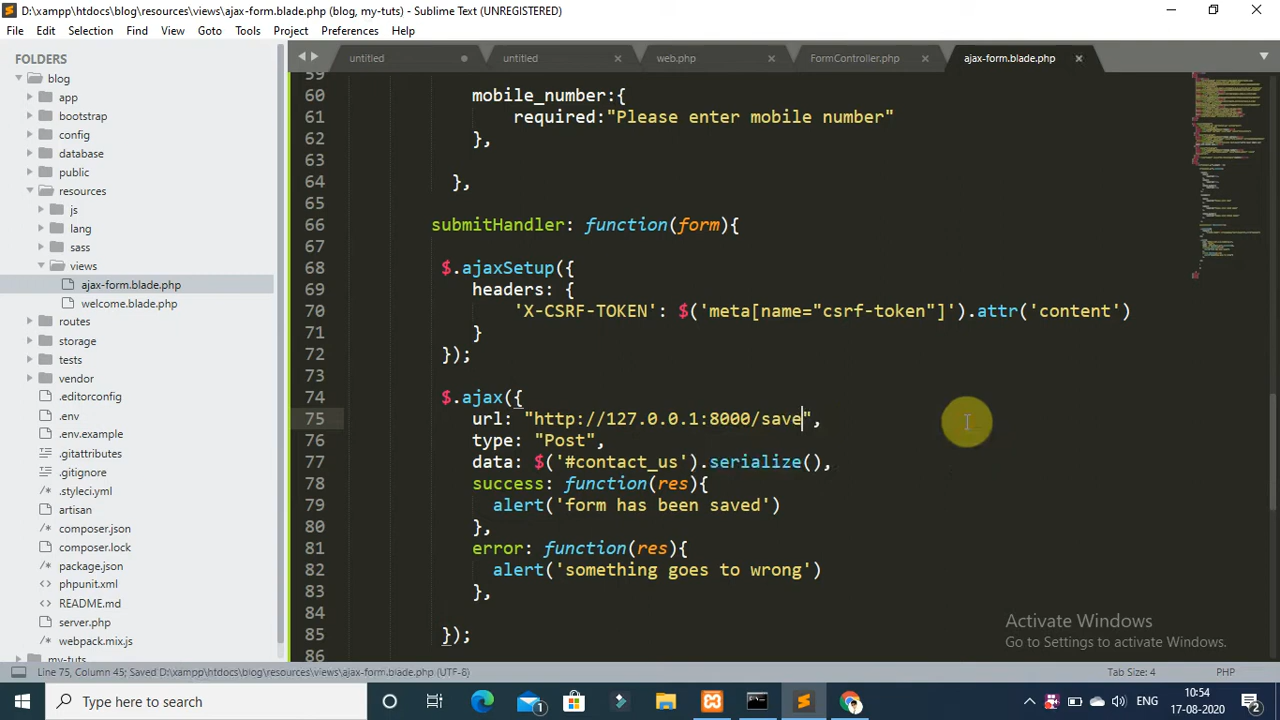 D:\xampp\htdocs\blog\resources\views\ajax-form.blade.php (blog, my-tuts) - Sublime Text (UNREGISTERED)
File Edit Selection Find View Goto Tools Project Preferences Help
FOLDERS
blog
app
bootstrap
config
database
public
resources
js
lang
sass
views
ajax-form.blade.php
welcome.blade.php
routes
storage
tests
vendor
.editorconfig
.env
.env.example
.gitattributes
.gitignore
.styleci.yml
artisan
composer.json
composer.lock
package.json
phpunit.xml
README.md
server.php
webpack.mix.js
my-tuts
untitled untitled web.php FormController.php ajax-form.blade.php
59
60 mobile_number:{
61 required:"Please enter mobile number"
62 },
63
64 },
65
66 submitHandler: function(form){
67
68 $.ajaxSetup({
69 headers: {
70 'X-CSRF-TOKEN': $('meta[name="csrf-token"]').attr('content')
71 }
72 });
73
74 $.ajax({
75 url: "http://127.0.0.1:8000/save",
76 type: "Post",
77 data: $('#contact_us').serialize(),
78 success: function(res){
79 alert('form has been saved')
80 },
81 error: function(res){
82 alert('something goes to wrong')
83 },
84
85 });
86
Activate Windows
Go to Settings to activate Windows.
Line 75, Column 45; Saved D:\xampp\htdocs\blog\resources\views\ajax-form.blade.php (UTF-8) Tab Size: 4 PHP
Type here to search
1
ENG
10:54
17-08-2020
2